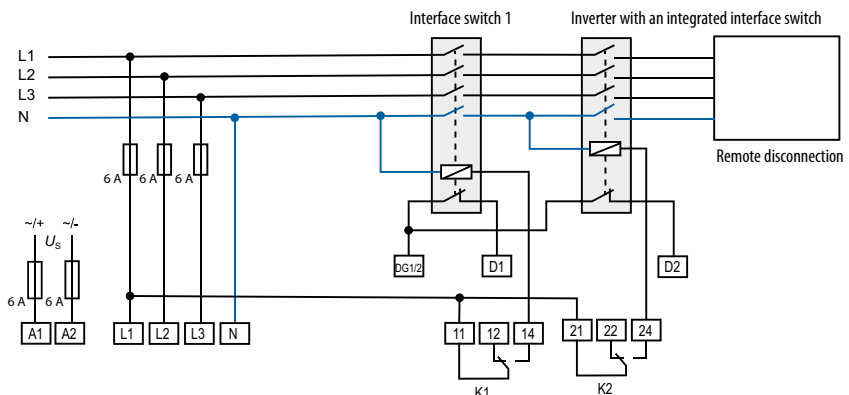 Interface switch 1
Inverter with an integrated interface switch
L1
L2
L3
N
Remote disconnection
6 A
6 A
6 A
~/+
~/-
US
6 A
6 A
DG1/2
D1
D2
A1
A2
L1
L2
L3
N
11
12
14
21
22
24
K1
K2